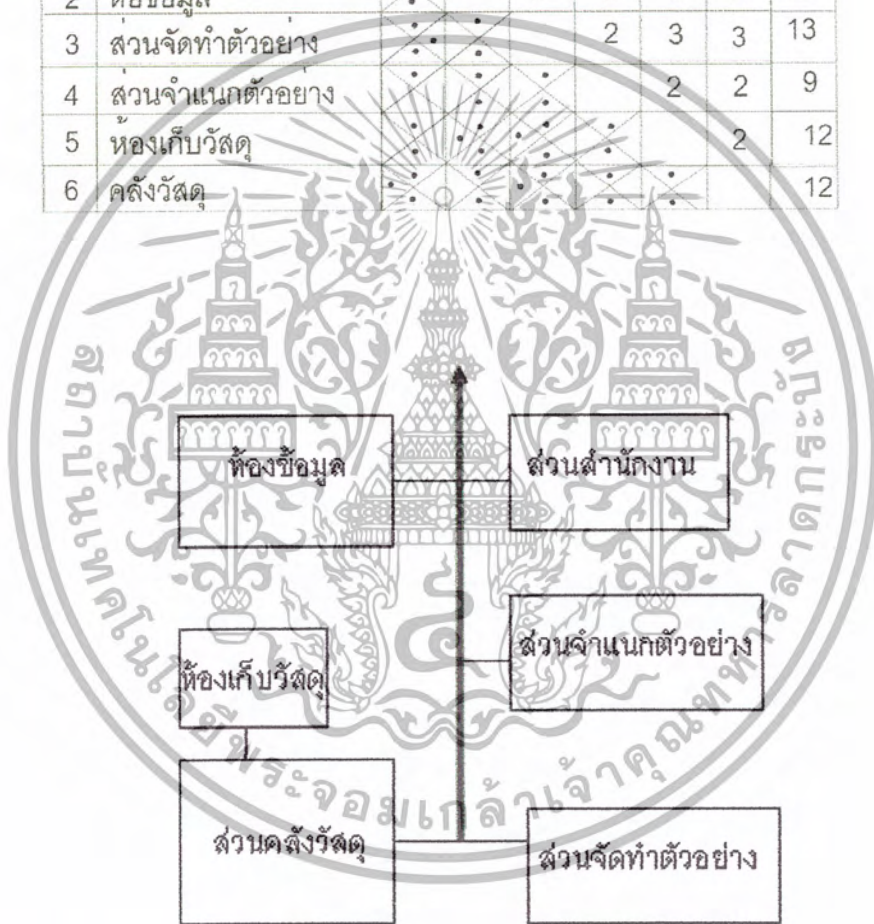 2 ห้องข้อมูล
3 ส่วนจัดทำตัวอย่าง 2 3 3 13
4 ส่วนจำแนกตัวอย่าง 2 2 9
5 ห้องเก็บวัสดุ 2 12
6 คลังวัสดุ 12
ห้องข้อมูล ส่วนสำนักงาน
ส่วนจำแนกตัวอย่าง
ห้องเก็บวัสดุ
ส่วนคลังวัสดุ ส่วนจัดทำตัวอย่าง
สถาบันเทคโนโลยีพระจอมเกล้าเจ้าคุณทหารลาดกระบัง